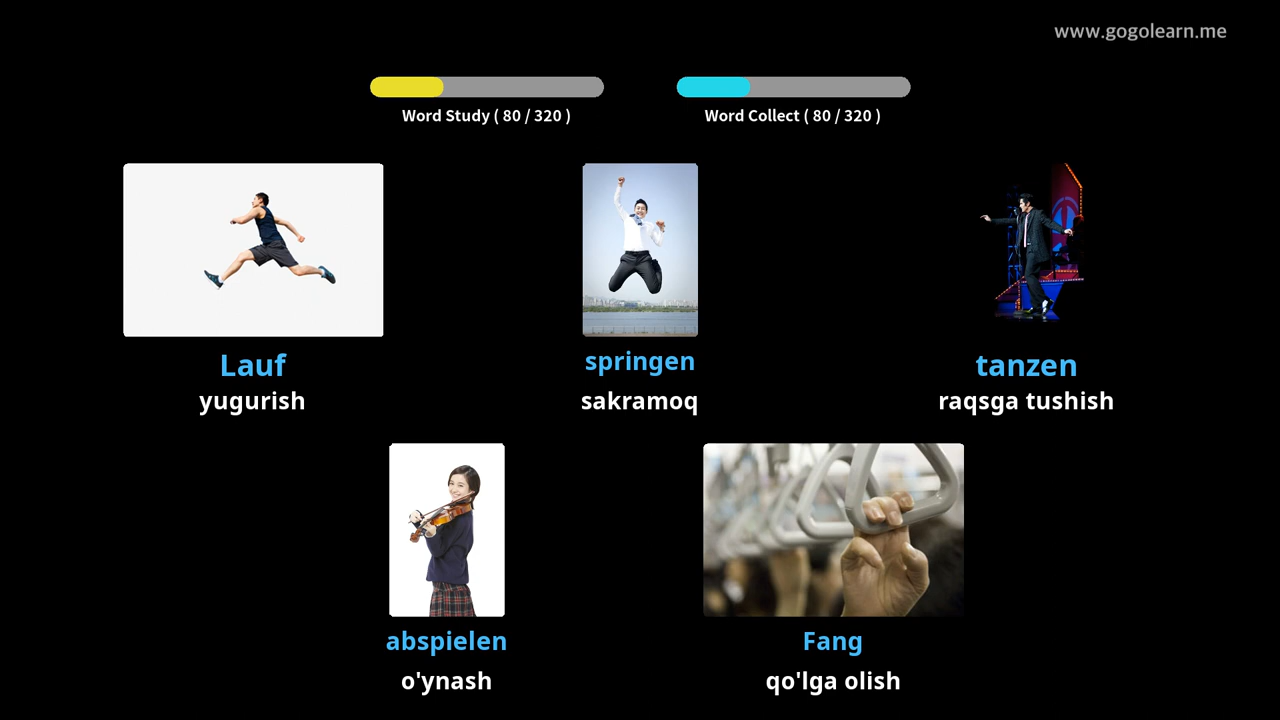 www.gogolearn.me
Word Study ( 80 / 320 )
Word Collect ( 80 / 320 )
Lauf
yugurish
springen
sakramoq
tanzen
raqsga tushish
abspielen
o'ynash
Fang
qo'lga olish